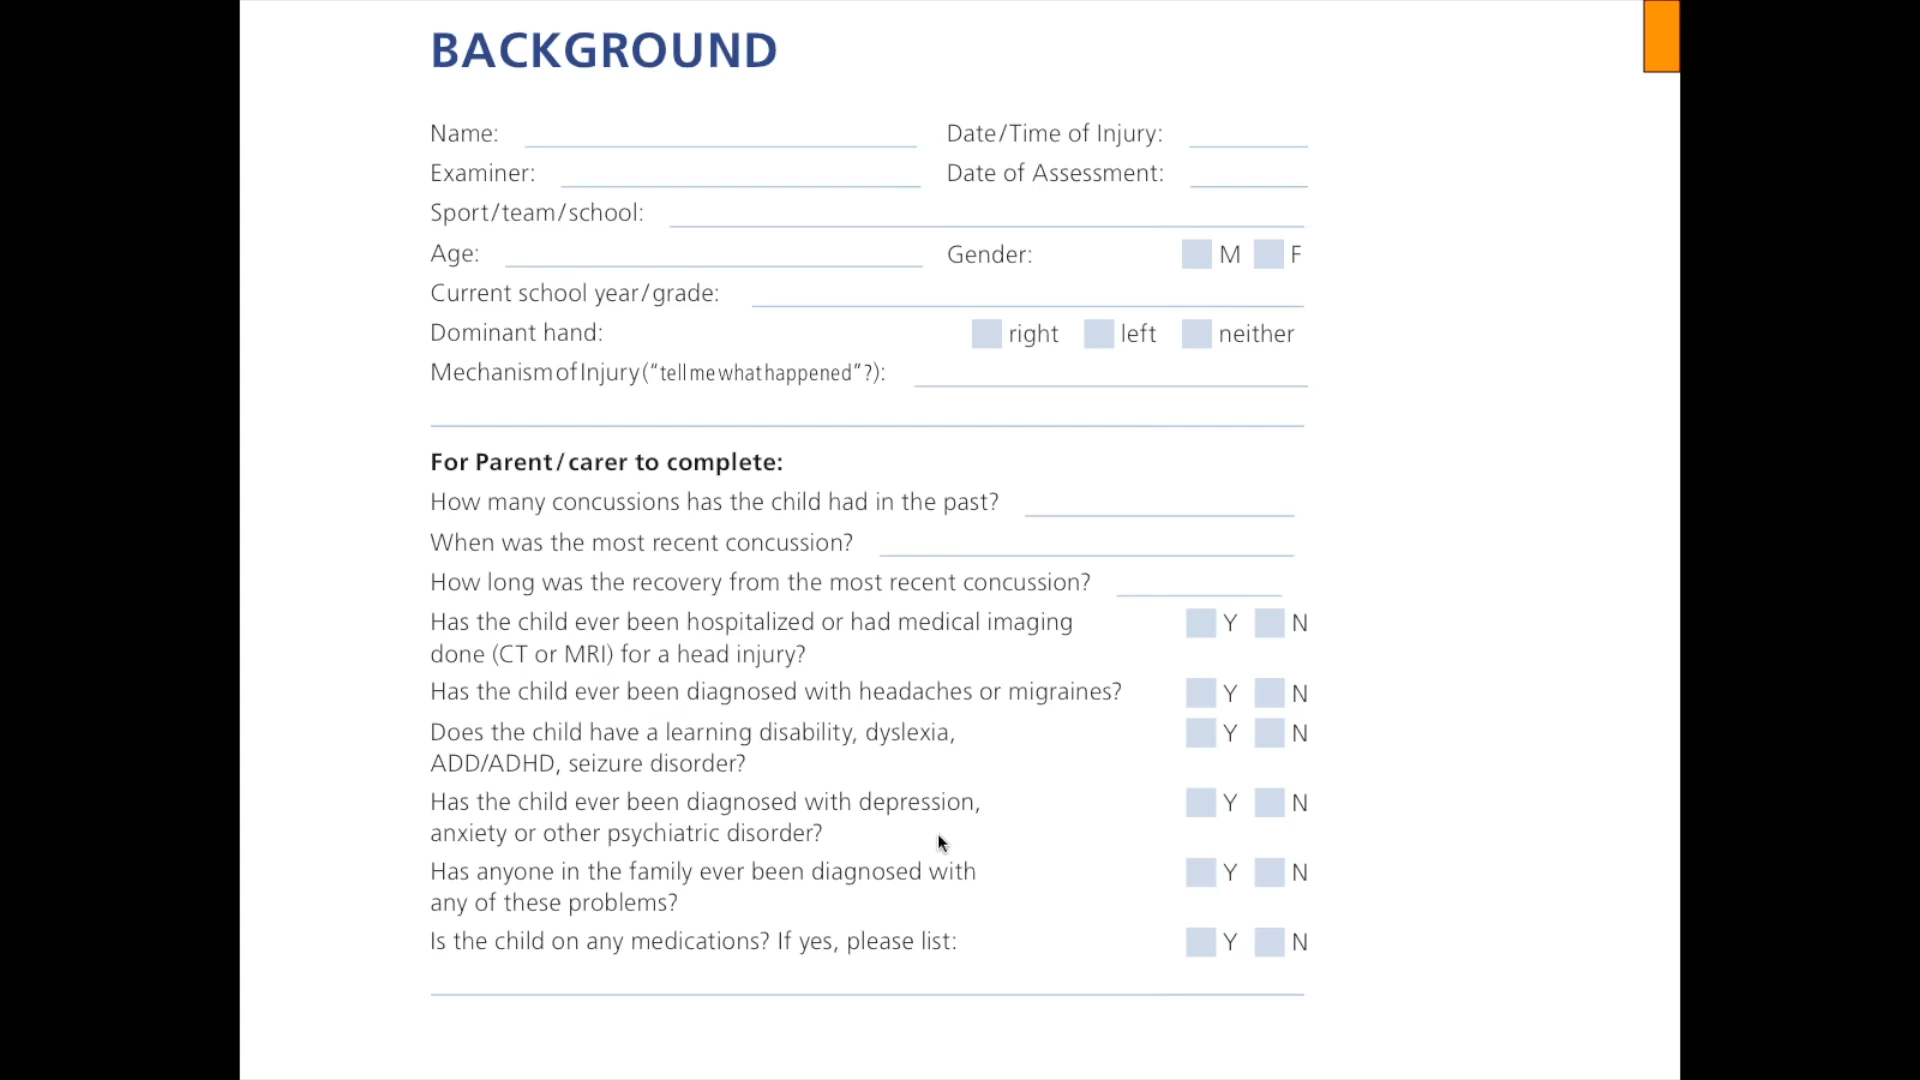 BACKGROUND
Name: Date/Time of Injury:
Examiner: Date of Assessment:
Sport/team/school:
Age: Gender: M F
Current school year/grade:
Dominant hand: right left neither
Mechanism of Injury (“tell me what happened”?):
For Parent/carer to complete:
How many concussions has the child had in the past?
When was the most recent concussion?
How long was the recovery from the most recent concussion?
Has the child ever been hospitalized or had medical imaging Y N
done (CT or MRI) for a head injury?
Has the child ever been diagnosed with headaches or migraines? Y N
Does the child have a learning disability, dyslexia, Y N
ADD/ADHD, seizure disorder?
Has the child ever been diagnosed with depression, Y N
anxiety or other psychiatric disorder?
Has anyone in the family ever been diagnosed with Y N
any of these problems?
Is the child on any medications? If yes, please list: Y N